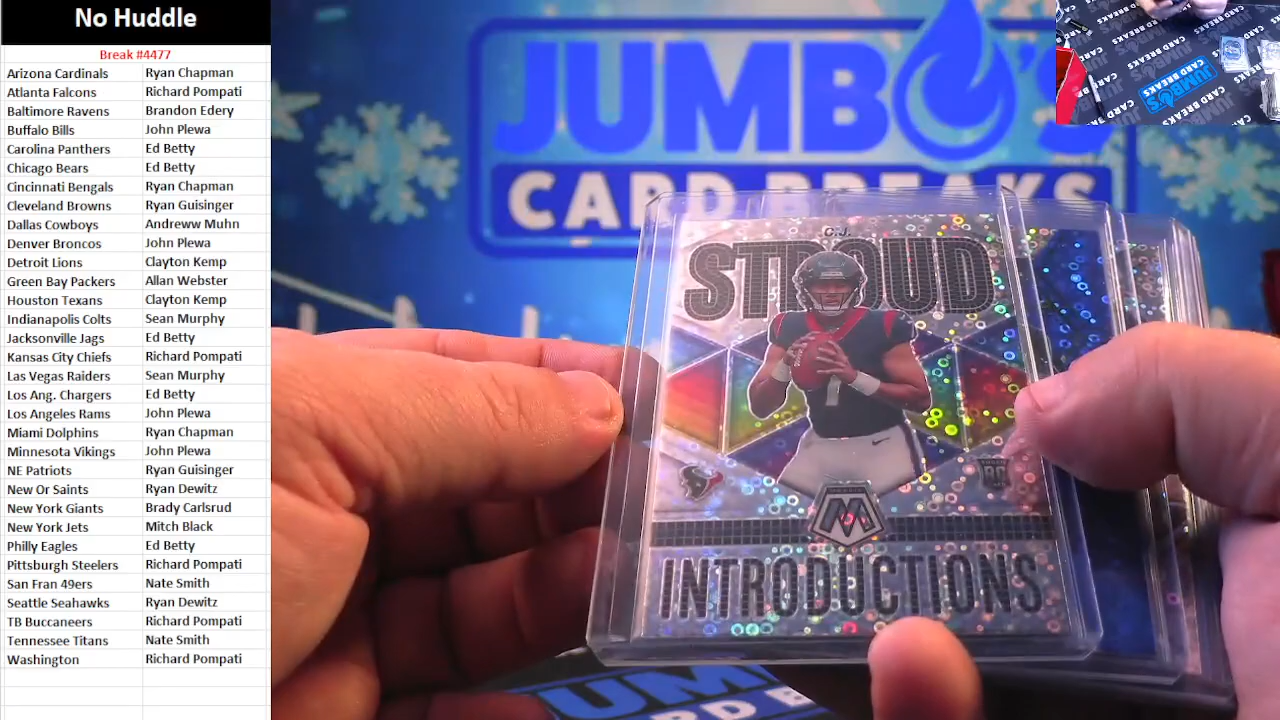 No Huddle
Break #4477
Arizona Cardinals Ryan Chapman
Atlanta Falcons Richard Pompati
Baltimore Ravens Brandon Edery
Buffalo Bills John Plewa
Carolina Panthers Ed Betty
Chicago Bears Ed Betty
Cincinnati Bengals Ryan Chapman
Cleveland Browns Ryan Guisinger
Dallas Cowboys Andreww Muhn
Denver Broncos John Plewa
Detroit Lions Clayton Kemp
Green Bay Packers Allan Webster
Houston Texans Clayton Kemp
Indianapolis Colts Sean Murphy
Jacksonville Jags Ed Betty
Kansas City Chiefs Richard Pompati
Las Vegas Raiders Sean Murphy
Los Ang. Chargers Ed Betty
Los Angeles Rams John Plewa
Miami Dolphins Ryan Chapman
Minnesota Vikings John Plewa
NE Patriots Ryan Guisinger
New Or Saints Ryan Dewitz
New York Giants Brady Carlsrud
New York Jets Mitch Black
Philly Eagles Ed Betty
Pittsburgh Steelers Richard Pompati
San Fran 49ers Nate Smith
Seattle Seahawks Ryan Dewitz
TB Buccaneers Richard Pompati
Tennessee Titans Nate Smith
Washington Richard Pompati
JUMBO'S
CARD BREAKS
C.J.
STROUD
1
RC
M
INTRODUCTIONS
JUMBO'S
CARD BREAKS